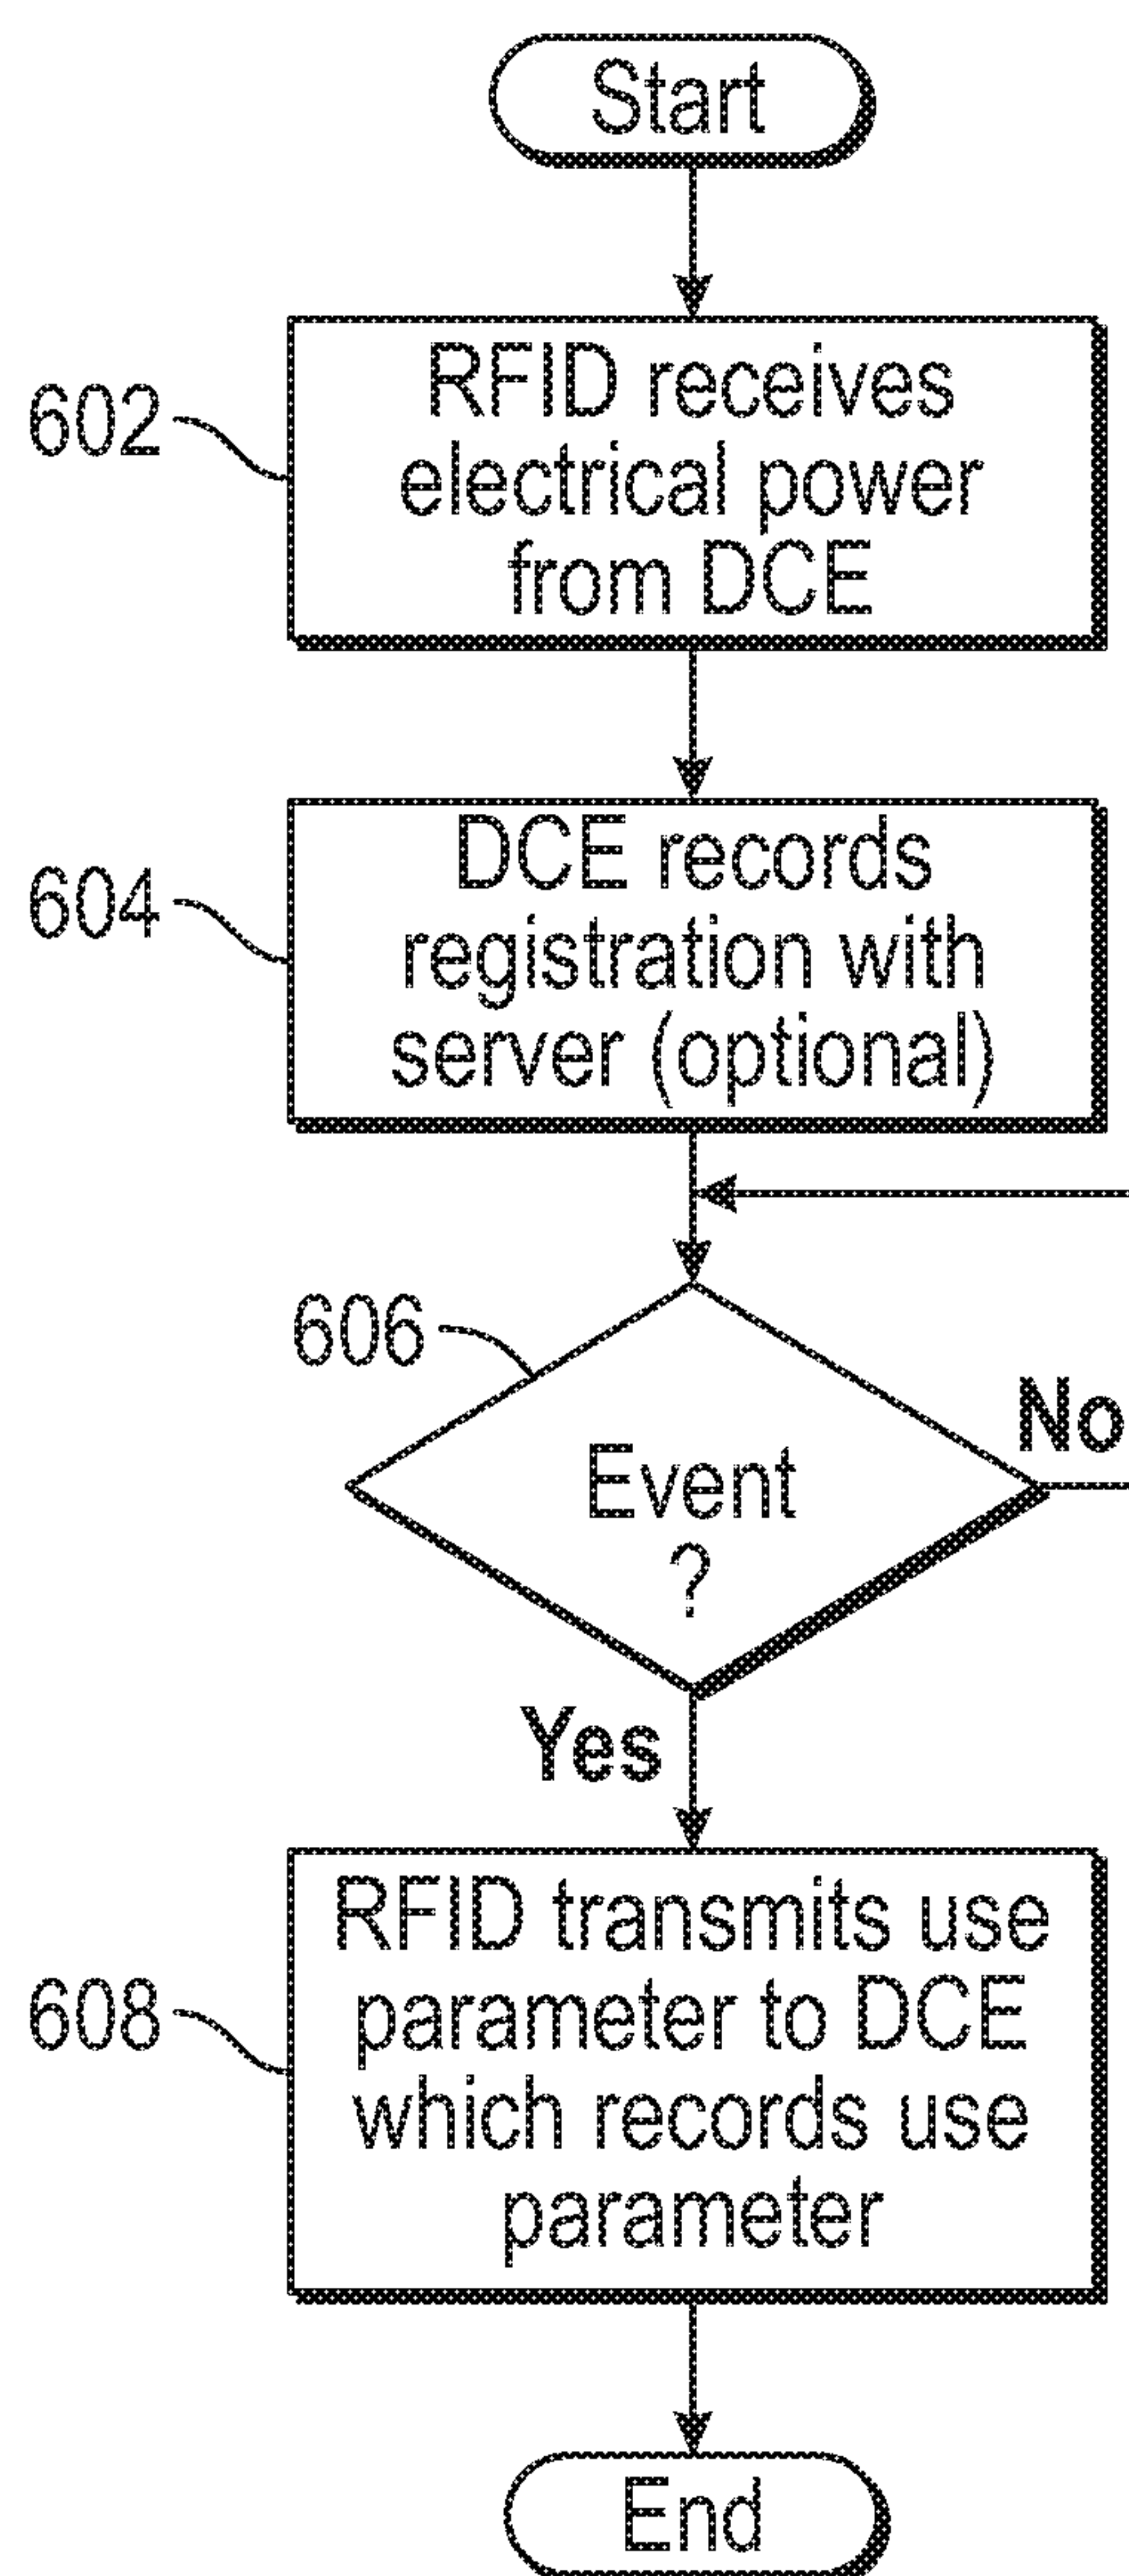 Start
602
RFID receives
electrical power
from DCE
604
DCE records
registration with
server (optional)
606
Event
?
No
Yes
608
RFID transmits use
parameter to DCE
which records use
parameter
End